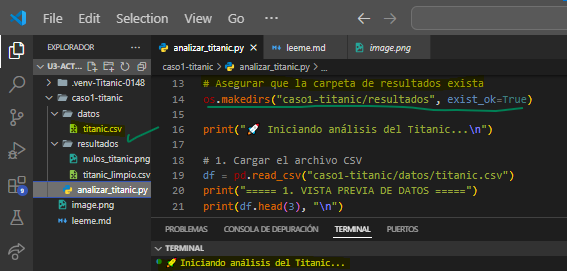 File Edit Selection View Go ...
EXPLORADOR
analizar_titanic.py
leeme.md
image.png
U3-ACT...
caso1-titanic > analizar_titanic.py > ...
.venv-Titanic-0148
caso1-titanic
datos
titanic.csv
resultados
nulos_titanic.png
titanic_limpio.csv
analizar_titanic.py
image.png
leeme.md
13 # Asegurar que la carpeta de resultados exista
14 os.makedirs("caso1-titanic/resultados", exist_ok=True)
15
16 print("🚀 Iniciando análisis del Titanic...\n")
17
18 # 1. Cargar el archivo CSV
19 df = pd.read_csv("caso1-titanic/datos/titanic.csv")
20 print("===== 1. VISTA PREVIA DE DATOS =====")
21 print(df.head(3), "\n")
PROBLEMAS CONSOLA DE DEPURACIÓN TERMINAL PUERTOS
TERMINAL
🚀 Iniciando análisis del Titanic...